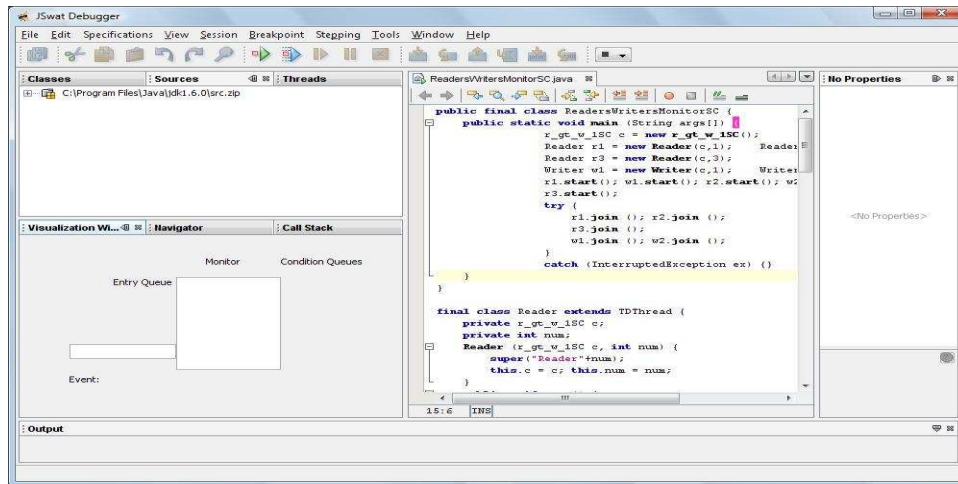 JSwat Debugger
File Edit Specifications View Session Breakpoint Stepping Tools Window Help
Classes
Sources
Threads
C:\Program Files\Java\jdk1.6.0\src.zip
Visualization Wi...
Navigator
Call Stack
Monitor
Condition Queues
Entry Queue
Event:
ReadersWritersMonitorSC.java
public final class ReadersWritersMonitorSC {
public static void main (String args[]) {
r_gt_w_1SC c = new r_gt_w_1SC();
Reader r1 = new Reader(c,1); Reader
Reader r3 = new Reader(c,3);
Writer w1 = new Writer(c,1); Writer
r1.start(); w1.start(); r2.start(); w2
r3.start();
try {
r1.join (); r2.join ();
r3.join ();
w1.join (); w2.join ();
}
catch (InterruptedException ex) {}
}
}
final class Reader extends TDThread {
private r_gt_w_1SC c;
private int num;
Reader (r_gt_w_1SC c, int num) {
super("Reader"+num);
this.c = c; this.num = num;
}
15:6 INS
No Properties
<No Properties>
Output